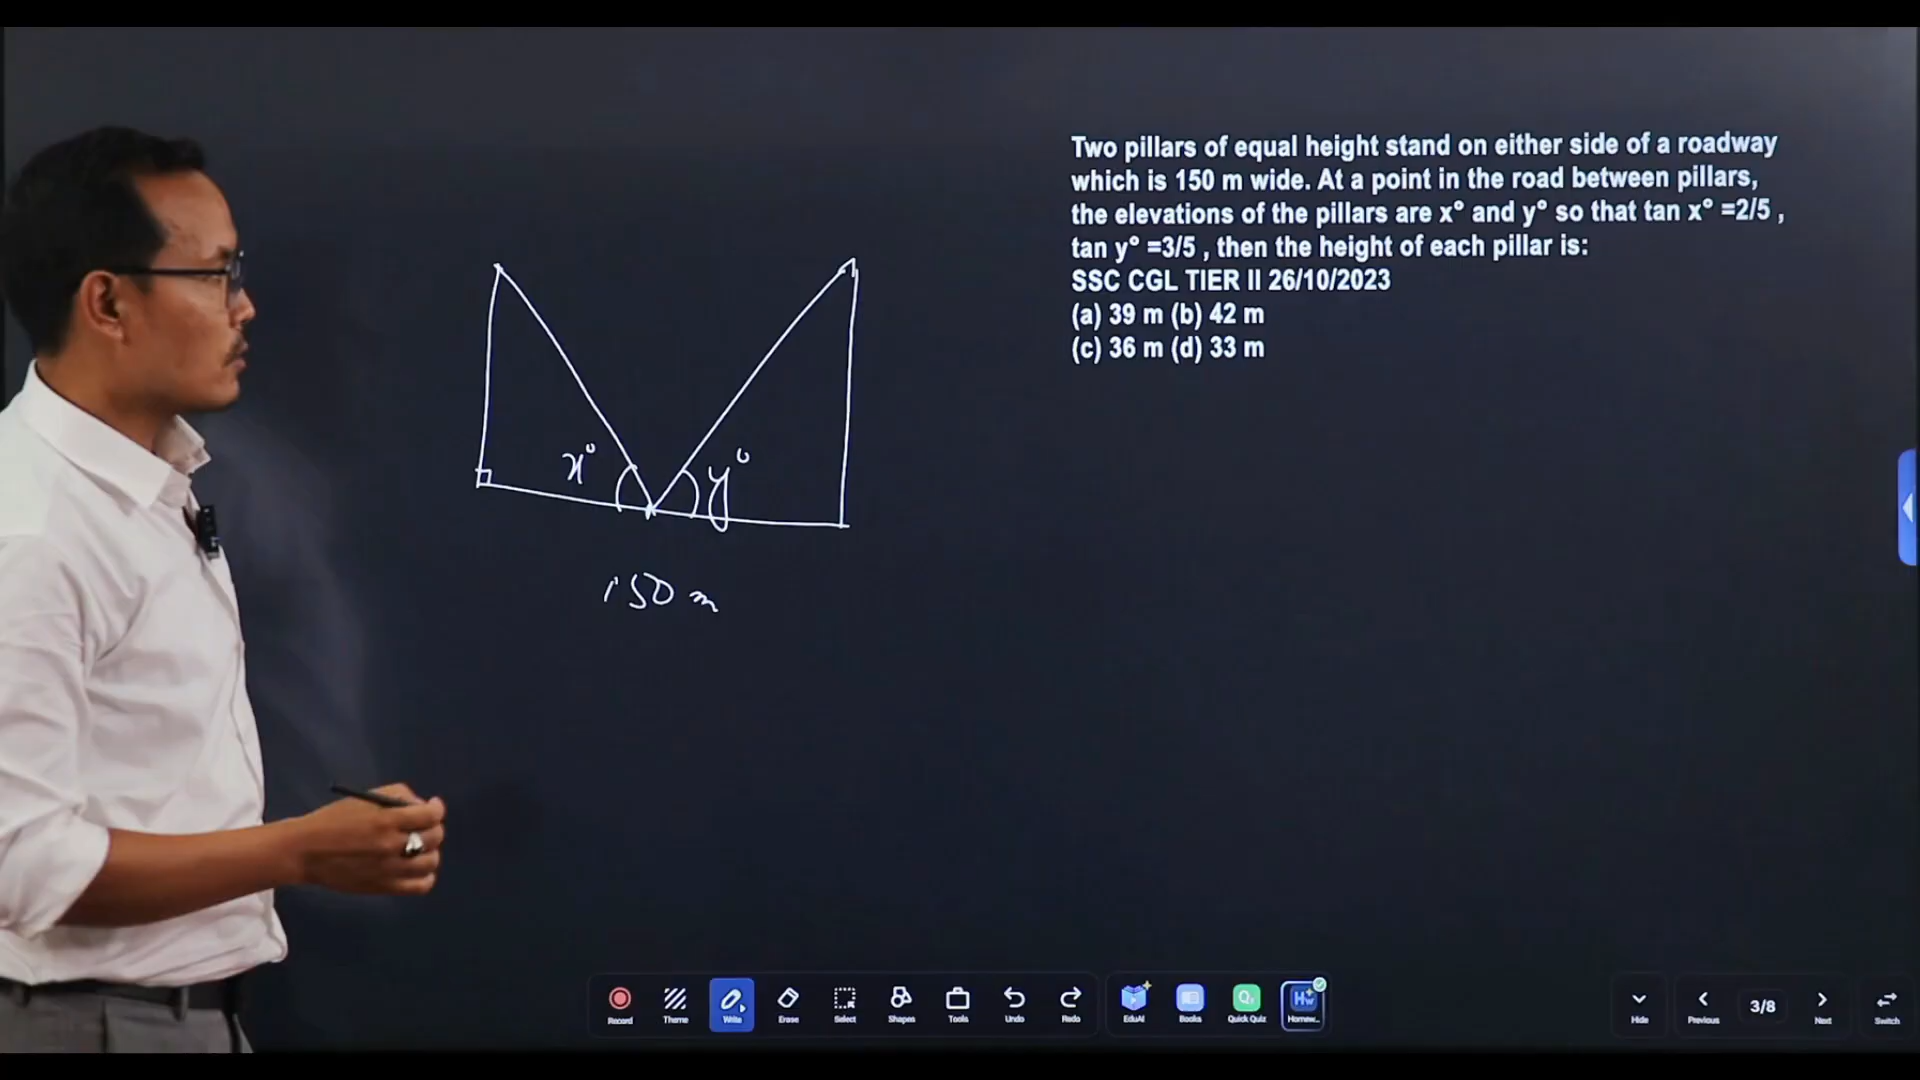 Two pillars of equal height stand on either side of a roadway
which is 150 m wide. At a point in the road between pillars,
the elevations of the pillars are x° and y° so that tan x° =2/5 ,
tan y° =3/5 , then the height of each pillar is:
SSC CGL TIER II 26/10/2023
(a) 39 m (b) 42 m
(c) 36 m (d) 33 m
x° y°
150 m
Record Theme Write Erase Select Shapes Tools Undo Redo EduAI Books Quick Quiz Homew... Hide Previous 3/8 Next Switch
Qz
HW